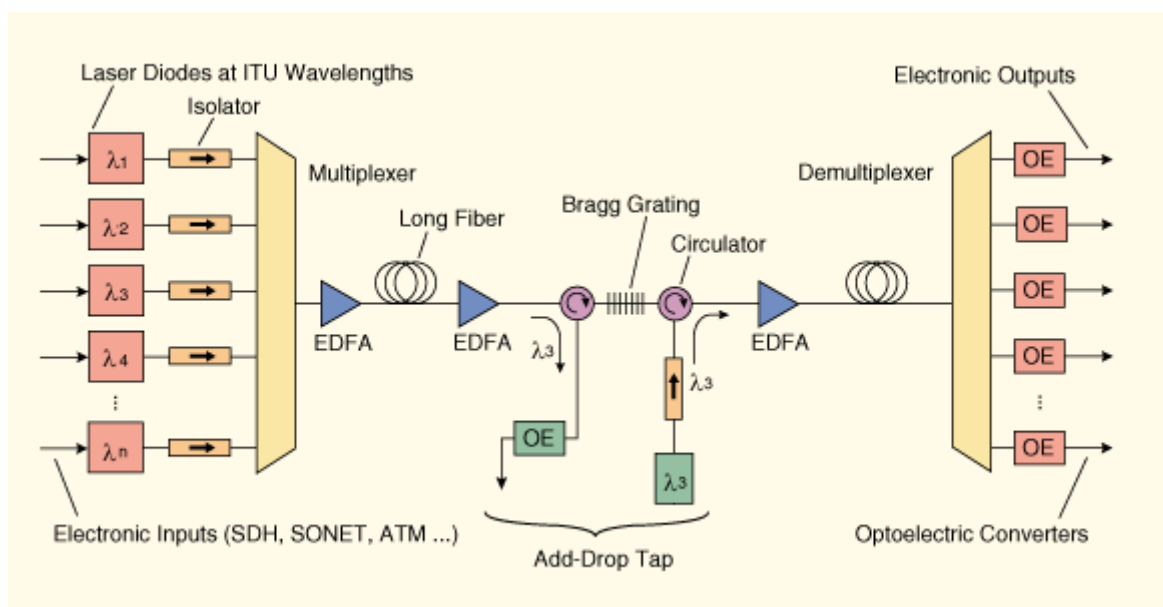 Laser Diodes at ITU Wavelengths
Electronic Outputs
Isolator
λ1
OE
Multiplexer
Demultiplexer
Bragg Grating
λ2
Long Fiber
OE
Circulator
λ3
OE
EDFA
EDFA
EDFA
λ3
λ3
λ4
OE
OE
λn
OE
λ3
Electronic Inputs (SDH, SONET, ATM ...)
Optoelectric Converters
Add-Drop Tap